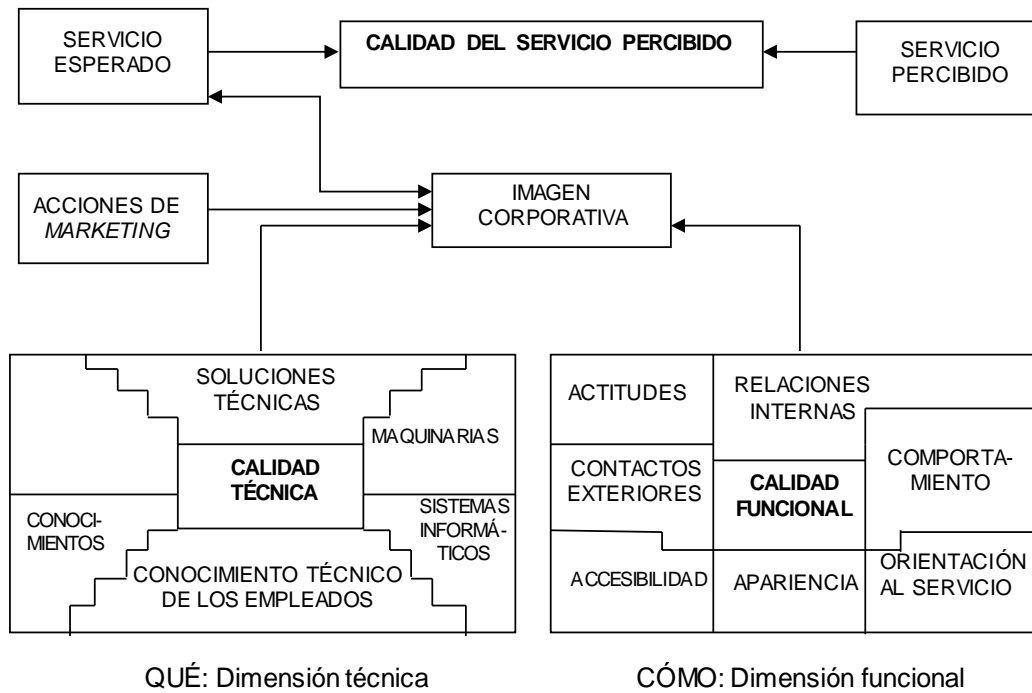 SERVICIO
ESPERADO
CALIDAD DEL SERVICIO PERCIBIDO
SERVICIO
PERCIBIDO
ACCIONES DE
MARKETING
IMAGEN
CORPORATIVA
SOLUCIONES
TÉCNICAS
MAQUINARIAS
CALIDAD
TÉCNICA
CONOCI-
MIENTOS
SISTEMAS
INFORMÁ-
TICOS
CONOCIMIENTO TÉCNICO
DE LOS EMPLEADOS
ACTITUDES
RELACIONES
INTERNAS
CONTACTOS
EXTERIORES
CALIDAD
FUNCIONAL
COMPORTA-
MIENTO
ACCESIBILIDAD
APARIENCIA
ORIENTACIÓN
AL SERVICIO
QUÉ: Dimensión técnica
CÓMO: Dimensión funcional